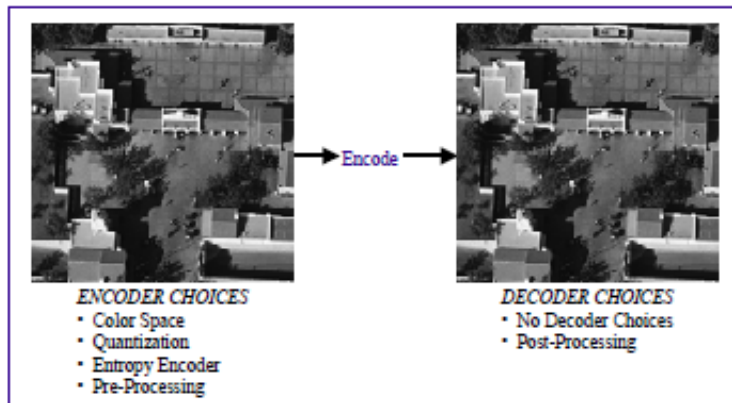 Encode
ENCODER CHOICES
▪ Color Space
▪ Quantization
▪ Entropy Encoder
▪ Pre-Processing
DECODER CHOICES
▪ No Decoder Choices
▪ Post-Processing